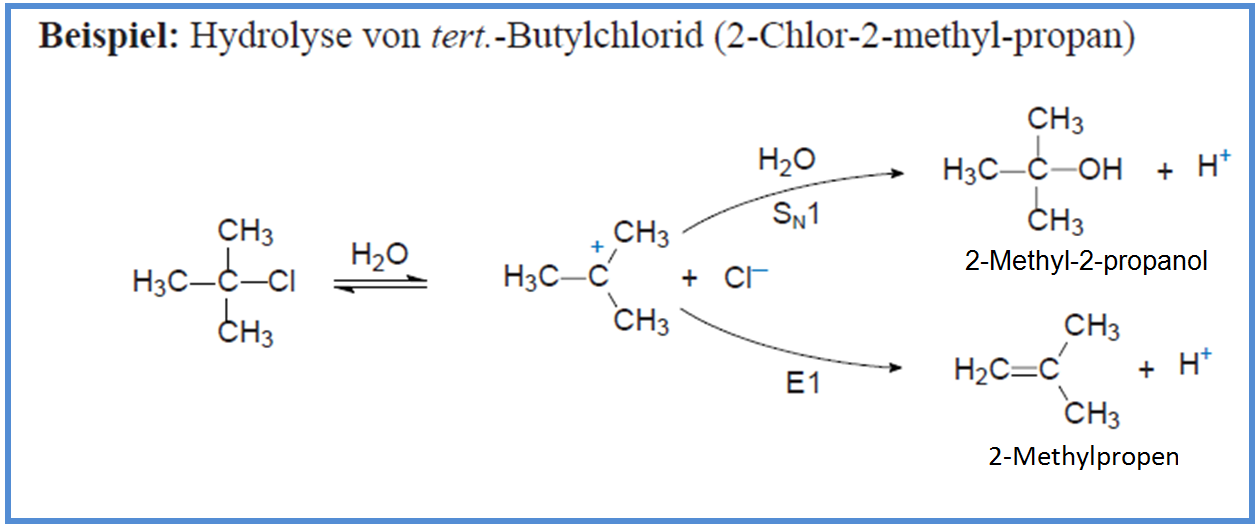 Beispiel: Hydrolyse von tert.-Butylchlorid (2-Chlor-2-methyl-propan)
CH₃
H₃C–C–Cl
CH₃
H₂O
CH₃
+
H₃C–C
CH₃
+ Cl⁻
H₂O
S_N1
CH₃
H₃C–C–OH + H⁺
CH₃
2-Methyl-2-propanol
E1
CH₃
H₂C=C + H⁺
CH₃
2-Methylpropen